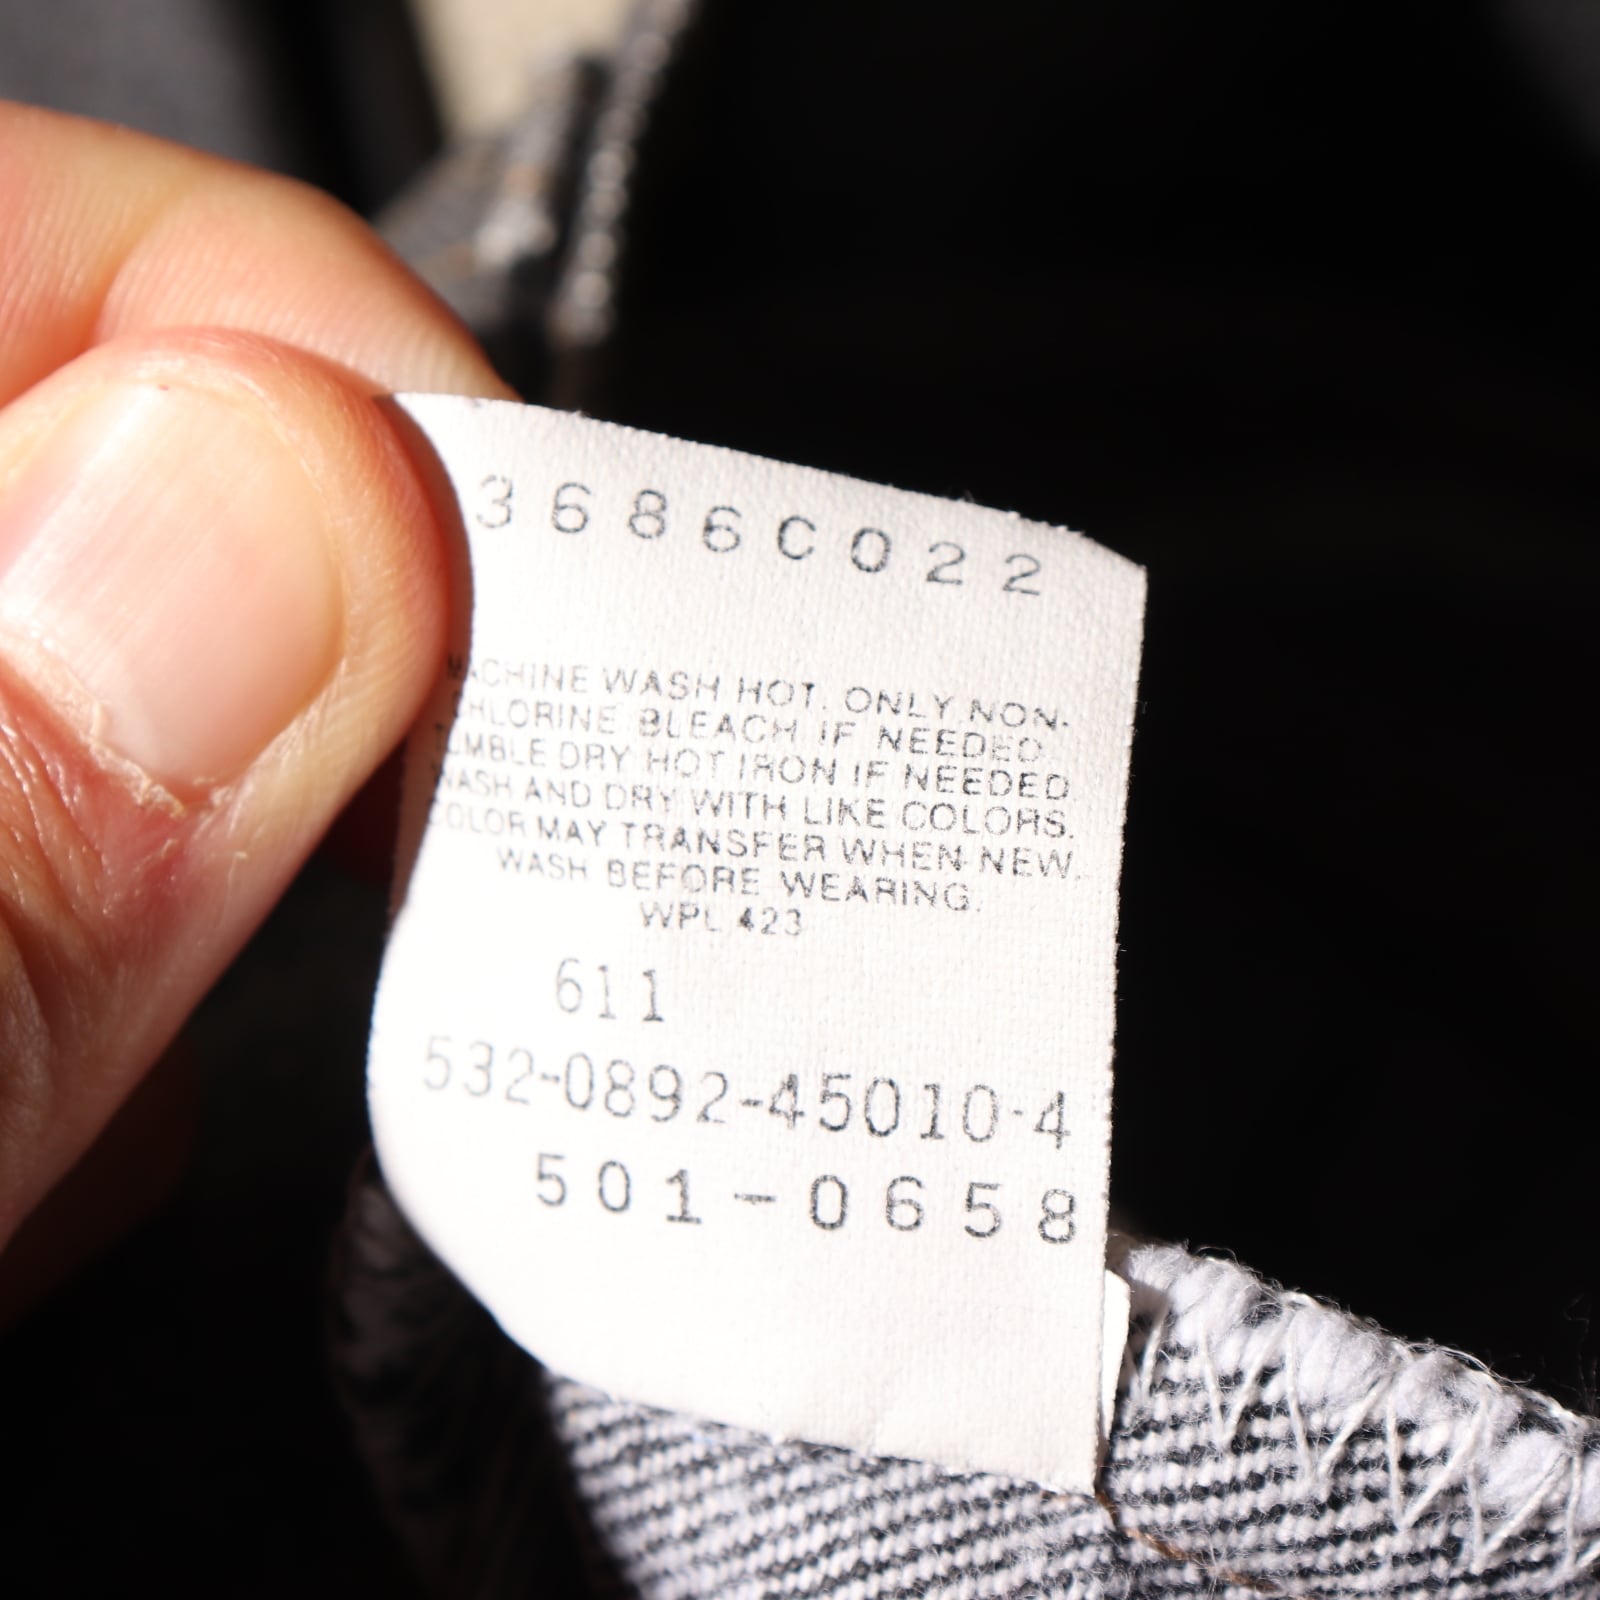 3686C022
MACHINE WASH HOT. ONLY NON-
CHLORINE BLEACH IF NEEDED.
TUMBLE DRY HOT IRON IF NEEDED
WASH AND DRY WITH LIKE COLORS.
COLOR MAY TRANSFER WHEN NEW.
WASH BEFORE WEARING.
WPL 423
611
532-0892-45010-4
501-0658